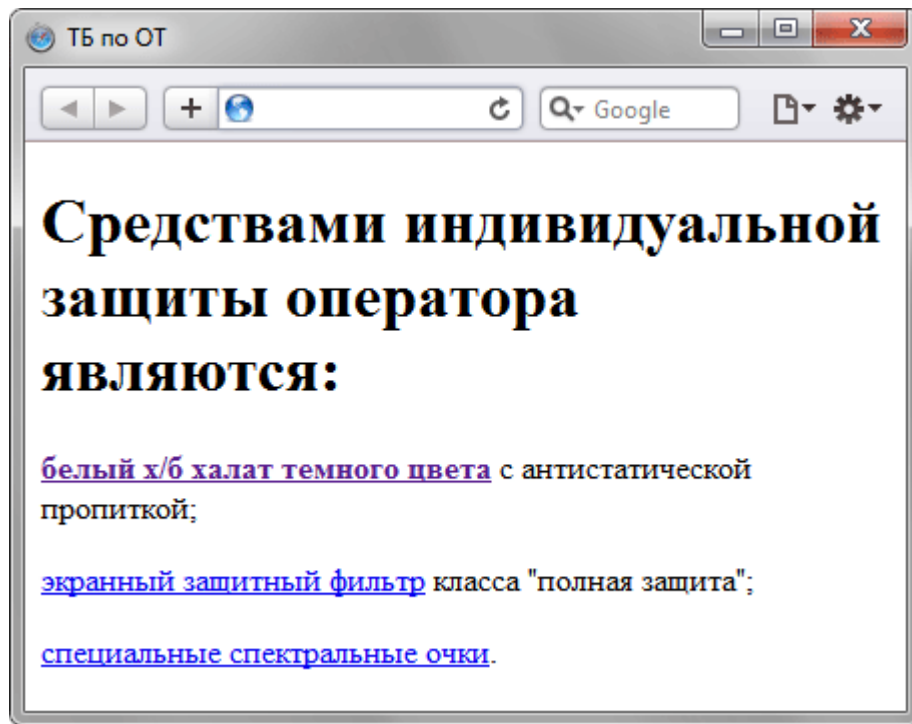 ТБ по ОТ
Google
Средствами индивидуальной
защиты оператора
являются:
белый х/б халат темного цвета с антистатической
пропиткой;
экранный защитный фильтр класса "полная защита";
специальные спектральные очки.